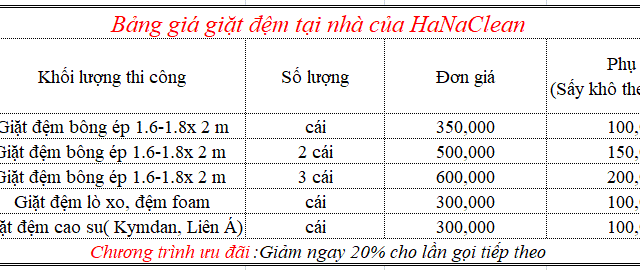 Bảng giá giặt đệm tại nhà của HaNaClean
Khối lượng thi công Số lượng Đơn giá Phụ
(Sấy khô the
Giặt đệm bông ép 1.6-1.8x 2 m cái 350,000 100,
Giặt đệm bông ép 1.6-1.8x 2 m 2 cái 500,000 150,
Giặt đệm bông ép 1.6-1.8x 2 m 3 cái 600,000 200,
Giặt đệm lò xo, đệm foam cái 300,000 100,
ặt đệm cao su( Kymdan, Liên Á) cái 300,000 100,
Chương trình ưu đãi :Giảm ngay 20% cho lần gọi tiếp theo